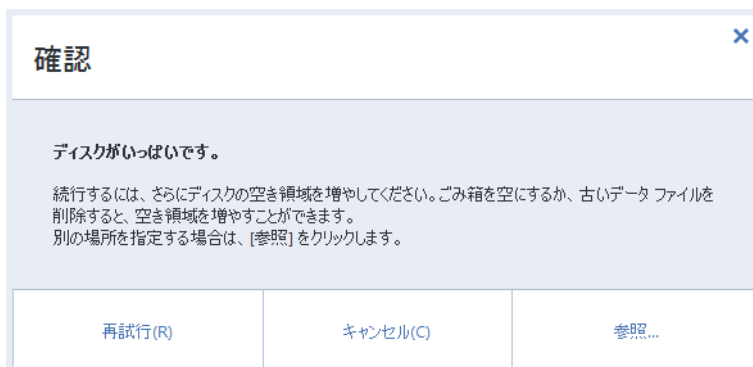 確認
ディスクがいっぱいです。
続行するには、さらにディスクの空き領域を増やしてください。ごみ箱を空にするか、古いデータ ファイルを
削除すると、空き領域を増やすことができます。
別の場所を指定する場合は、[参照] をクリックします。
再試行(R)
キャンセル(C)
参照...